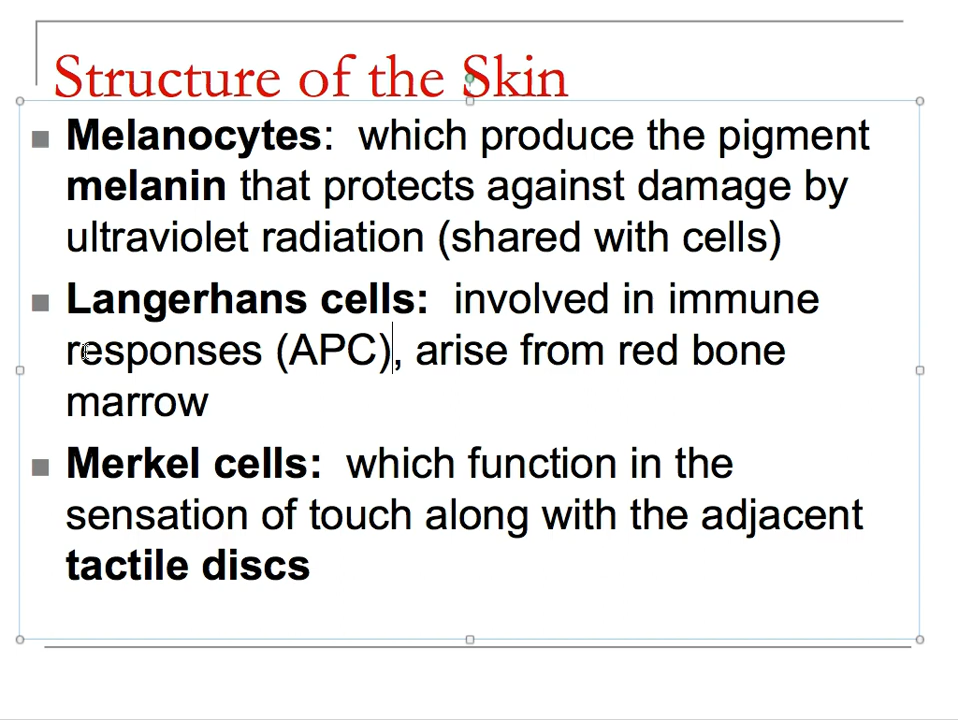 Structure of the Skin
Melanocytes:  which produce the pigment
melanin that protects against damage by
ultraviolet radiation (shared with cells)
Langerhans cells:  involved in immune
responses (APC), arise from red bone
marrow
Merkel cells:  which function in the
sensation of touch along with the adjacent
tactile discs